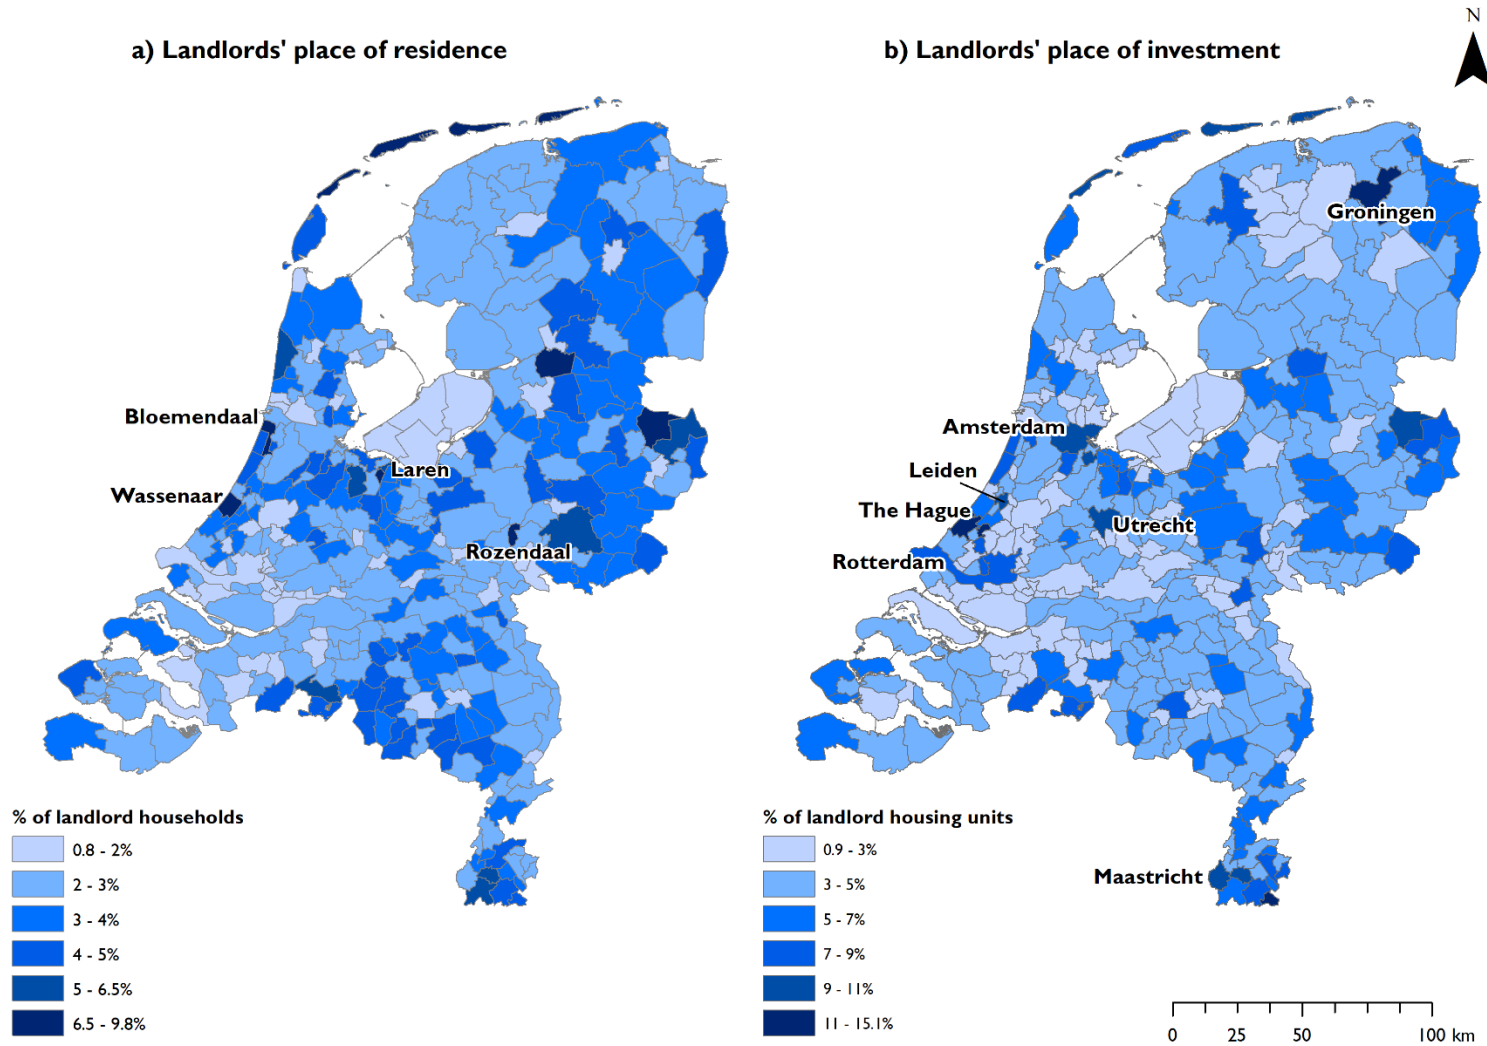 a) Landlords' place of residence
b) Landlords' place of investment
N
Bloemendaal
Laren
Wassenaar
Rozendaal
Groningen
Amsterdam
Leiden
The Hague
Utrecht
Rotterdam
Maastricht
% of landlord households
0.8 - 2%
2 - 3%
3 - 4%
4 - 5%
5 - 6.5%
6.5 - 9.8%
% of landlord housing units
0.9 - 3%
3 - 5%
5 - 7%
7 - 9%
9 - 11%
11 - 15.1%
0 25 50 100 km